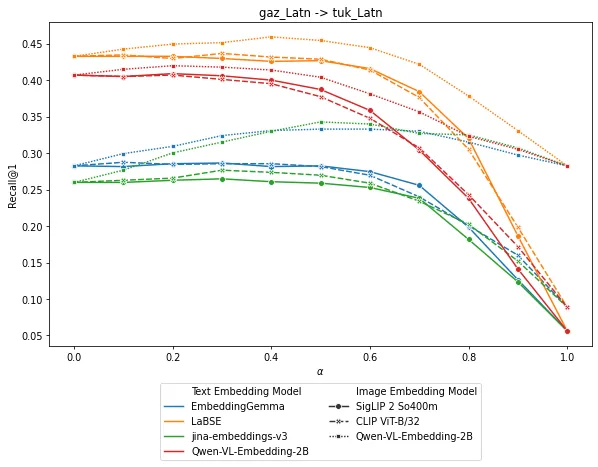 gaz_Latn -> tuk_Latn
Recall@1
0.45
0.40
0.35
0.30
0.25
0.20
0.15
0.10
0.05
0.0
0.2
0.4
0.6
0.8
1.0
α
Text Embedding Model
EmbeddingGemma
LaBSE
jina-embeddings-v3
Qwen-VL-Embedding-2B
Image Embedding Model
SigLIP 2 So400m
CLIP ViT-B/32
Qwen-VL-Embedding-2B